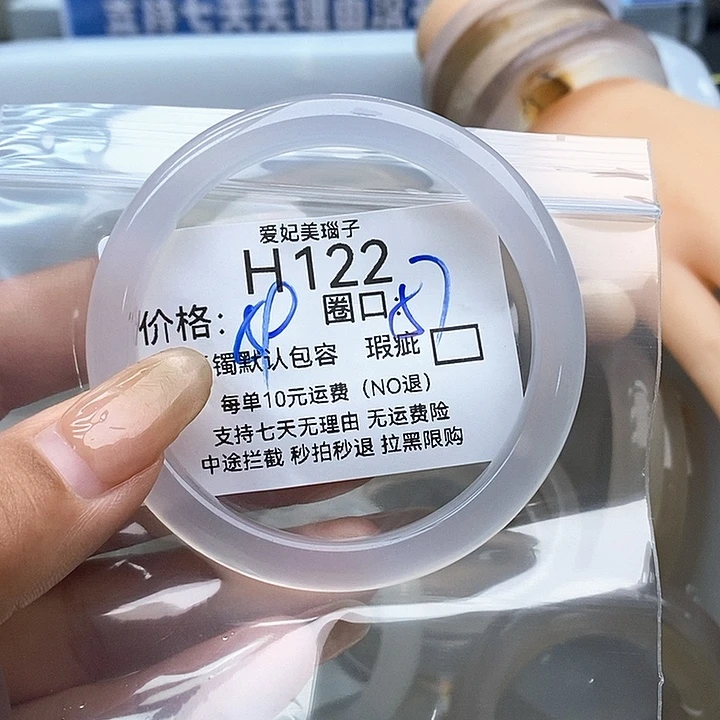 爱妃美瑙子
H122
价格: 圈口: 57
镯默认包容 瑕疵
每单10元运费（NO退）
支持七天无理由 无运费险
中途拦截 秒拍秒退 拉黑限购